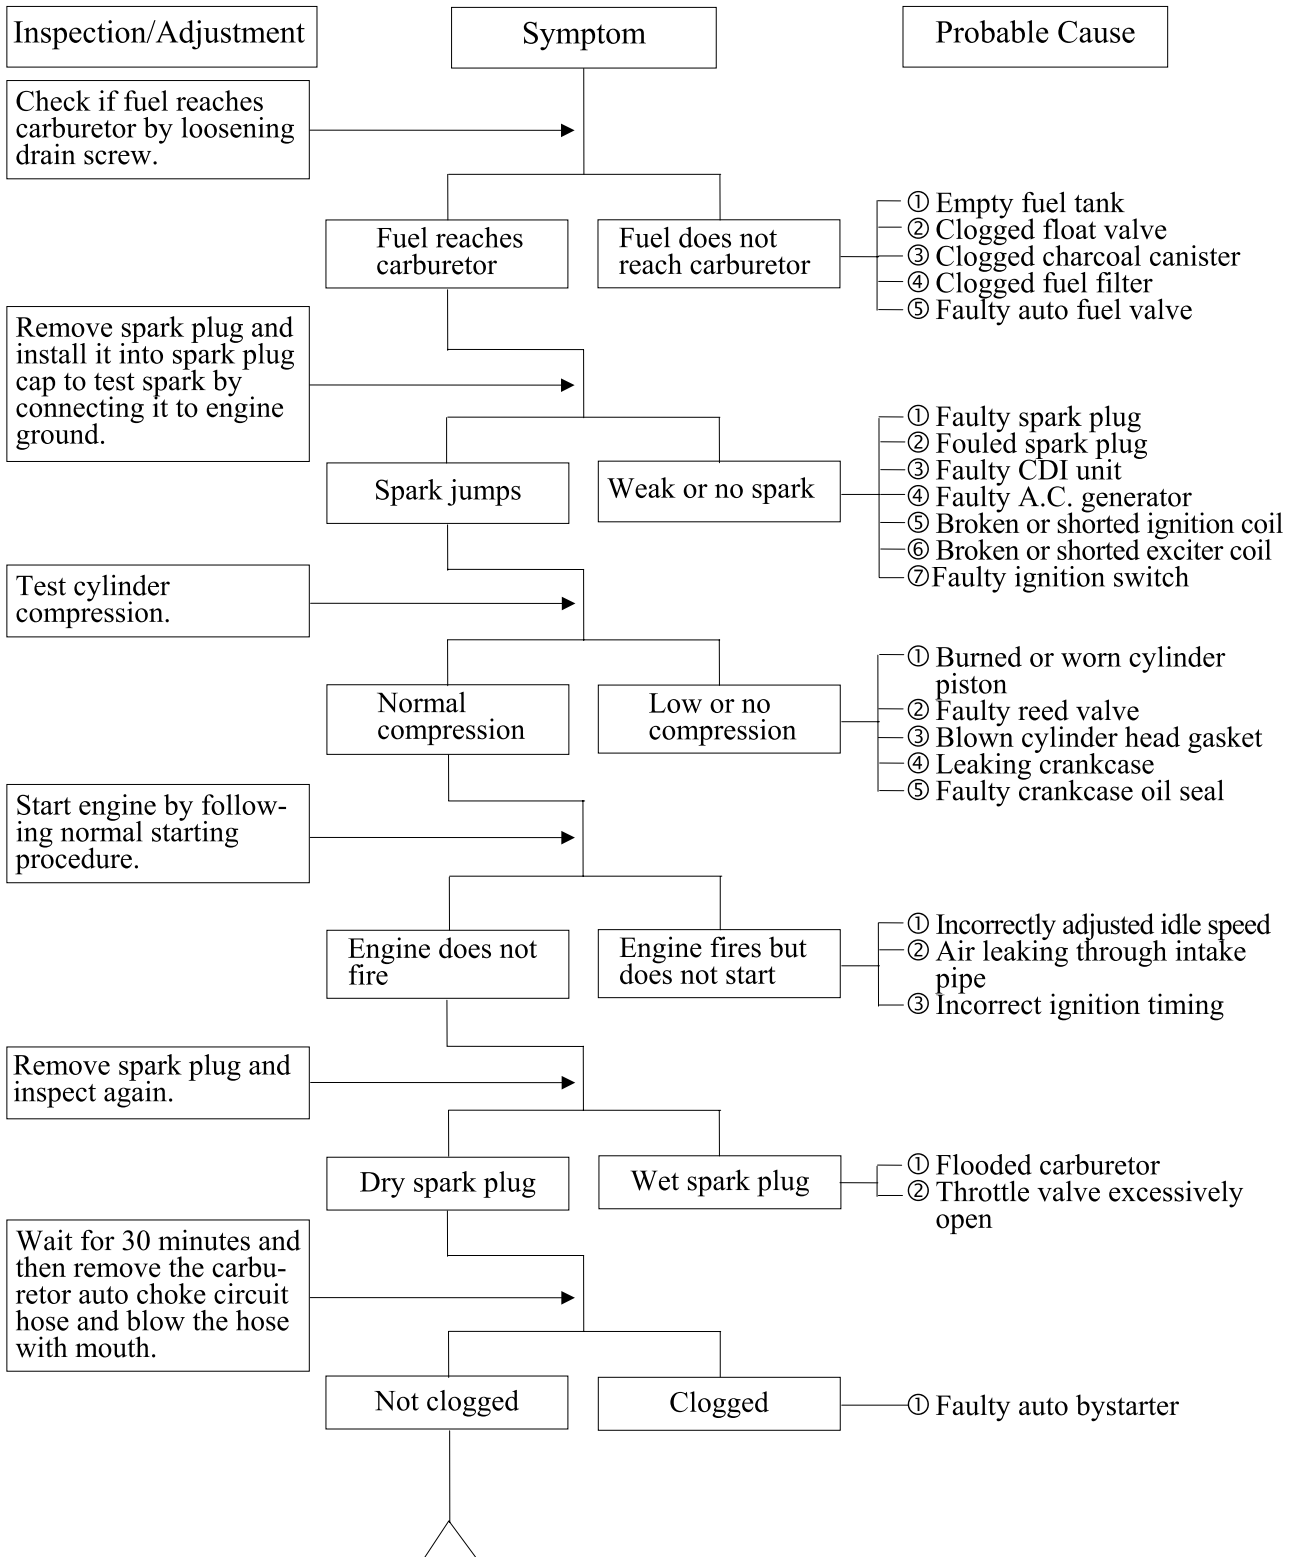 Inspection/Adjustment
Symptom
Probable Cause
Check if fuel reaches
carburetor by loosening
drain screw.
Fuel reaches
carburetor
Fuel does not
reach carburetor
① Empty fuel tank
② Clogged float valve
③ Clogged charcoal canister
④ Clogged fuel filter
⑤ Faulty auto fuel valve
Remove spark plug and
install it into spark plug
cap to test spark by
connecting it to engine
ground.
Spark jumps
Weak or no spark
① Faulty spark plug
② Fouled spark plug
③ Faulty CDI unit
④ Faulty A.C. generator
⑤ Broken or shorted ignition coil
⑥ Broken or shorted exciter coil
⑦Faulty ignition switch
Test cylinder
compression.
Normal
compression
Low or no
compression
① Burned or worn cylinder
piston
② Faulty reed valve
③ Blown cylinder head gasket
④ Leaking crankcase
⑤ Faulty crankcase oil seal
Start engine by follow-
ing normal starting
procedure.
Engine does not
fire
Engine fires but
does not start
① Incorrectly adjusted idle speed
② Air leaking through intake
pipe
③ Incorrect ignition timing
Remove spark plug and
inspect again.
Dry spark plug
Wet spark plug
① Flooded carburetor
② Throttle valve excessively
open
Wait for 30 minutes and
then remove the carbu-
retor auto choke circuit
hose and blow the hose
with mouth.
Not clogged
Clogged
① Faulty auto bystarter